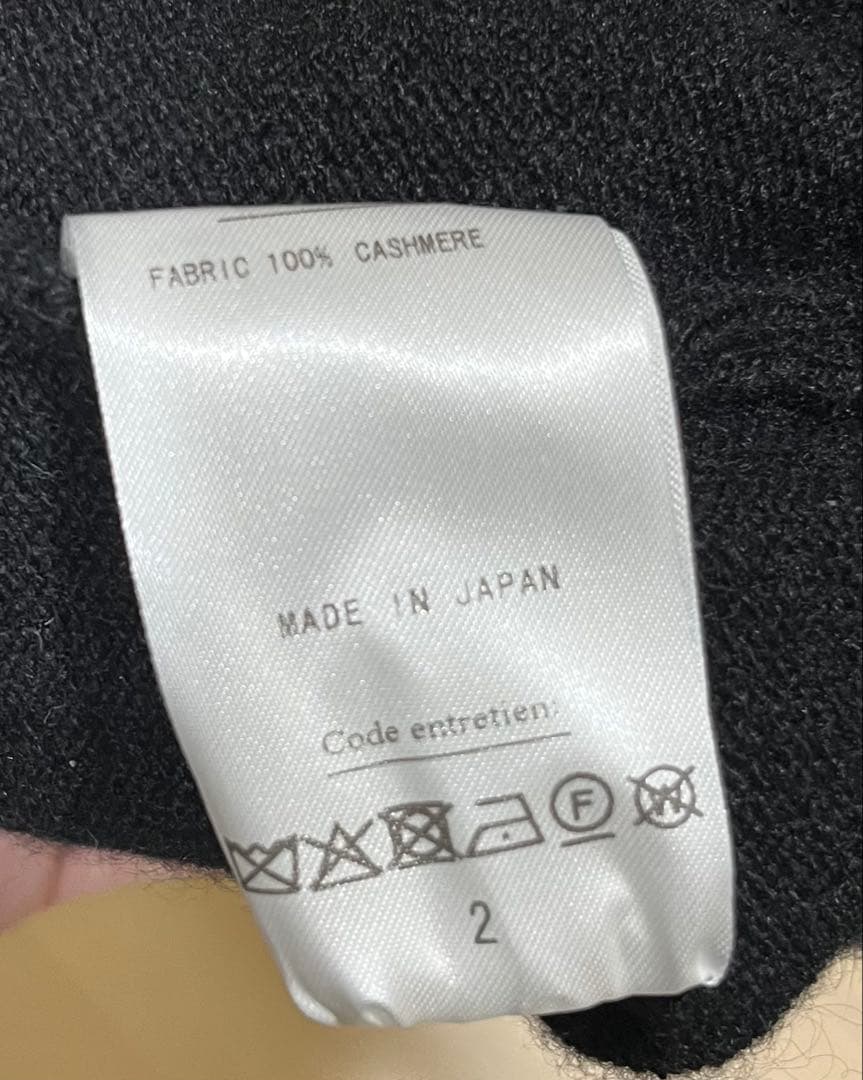 FABRIC 100% CASHMERE
MADE IN JAPAN
Code entretien:
F W
2